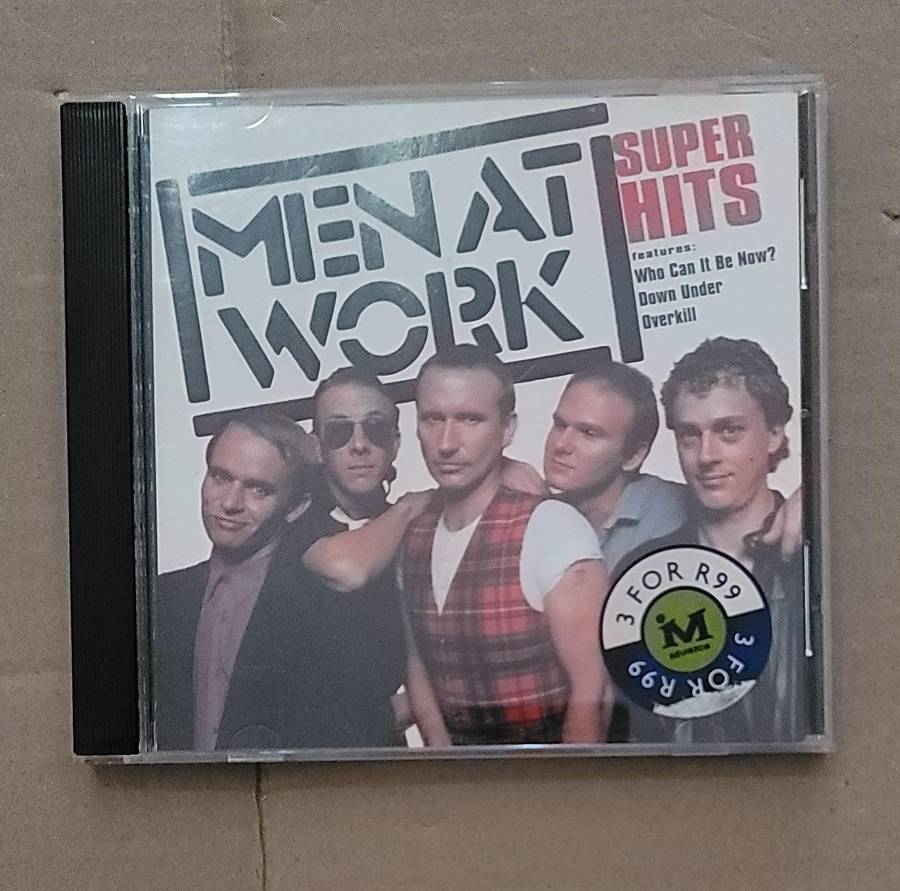 MEN AT
WORK
SUPER
HITS
features:
Who Can It Be Now?
Down Under
Overkill
3 FOR R99
M
musica
3 FOR R99